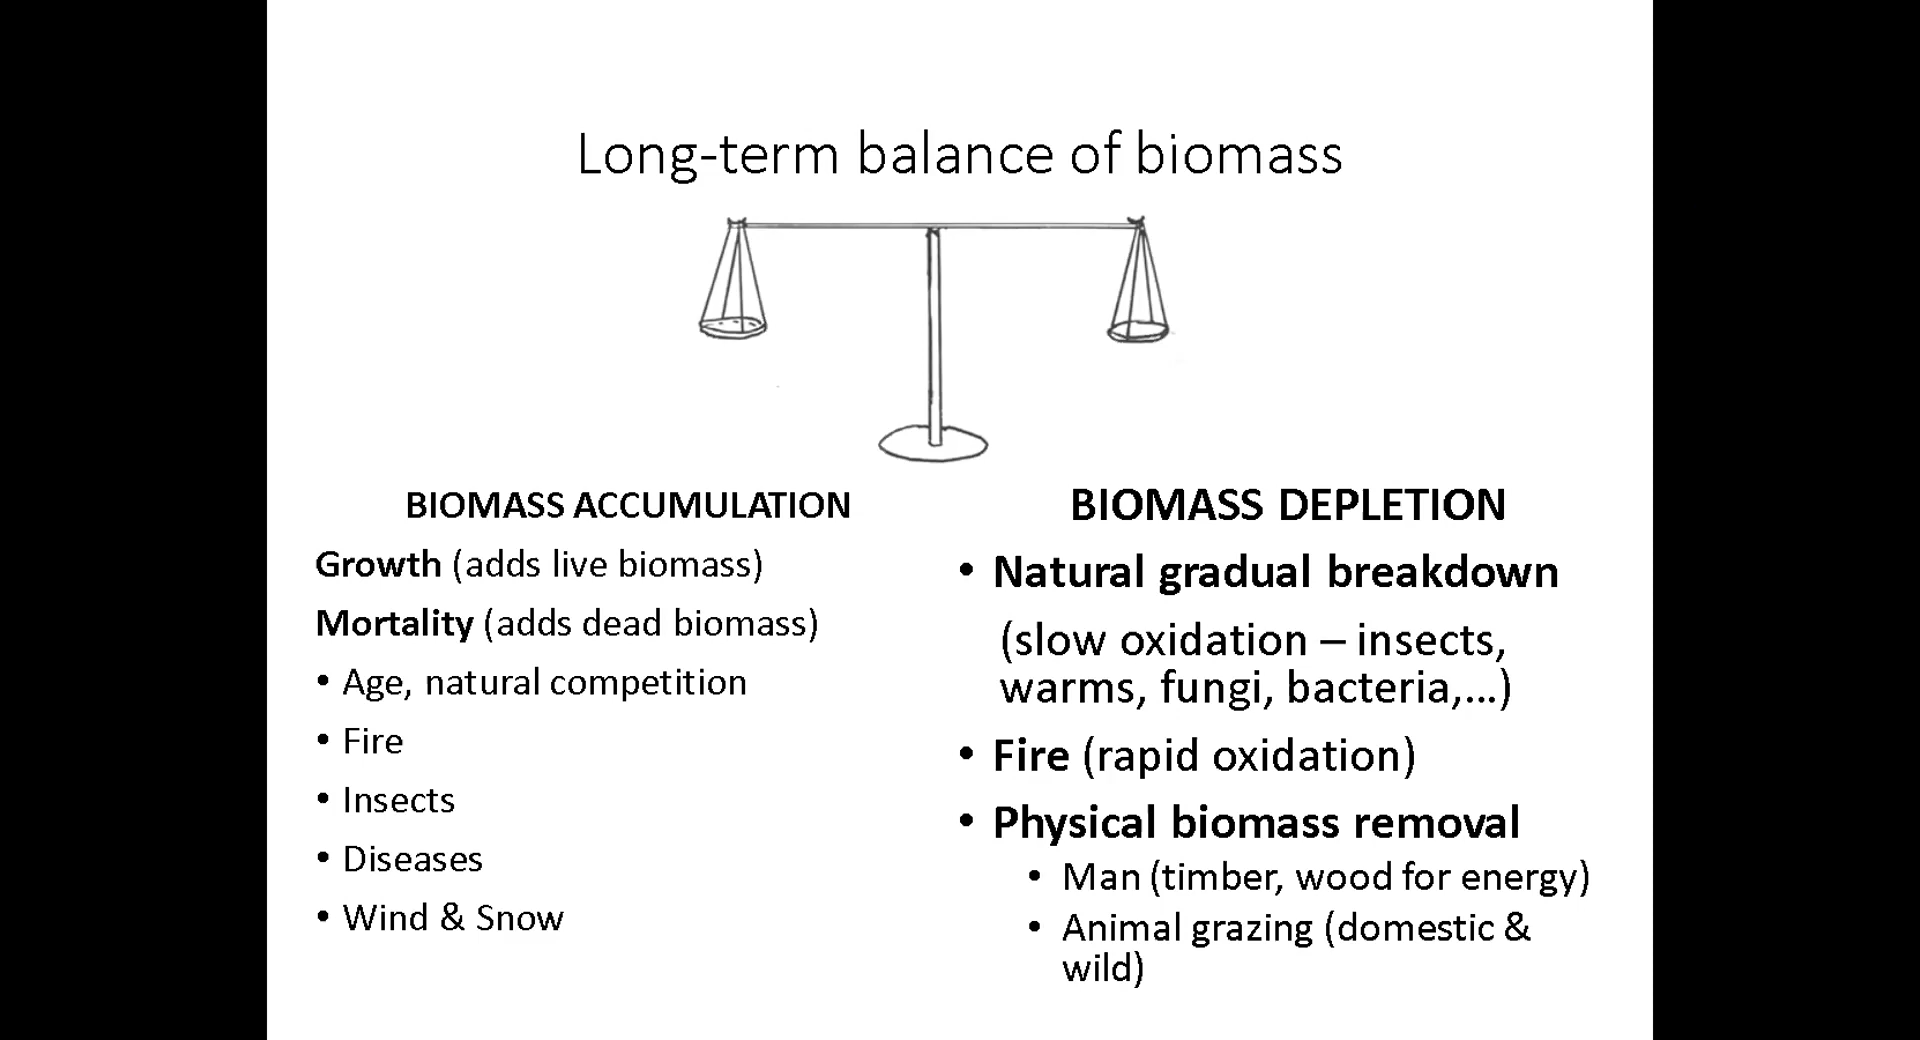 Long-term balance of biomass
BIOMASS ACCUMULATION
Growth (adds live biomass)
Mortality (adds dead biomass)
• Age, natural competition
• Fire
• Insects
• Diseases
• Wind & Snow
BIOMASS DEPLETION
• Natural gradual breakdown
(slow oxidation – insects,
warms, fungi, bacteria,...)
• Fire (rapid oxidation)
• Physical biomass removal
• Man (timber, wood for energy)
• Animal grazing (domestic &
wild)